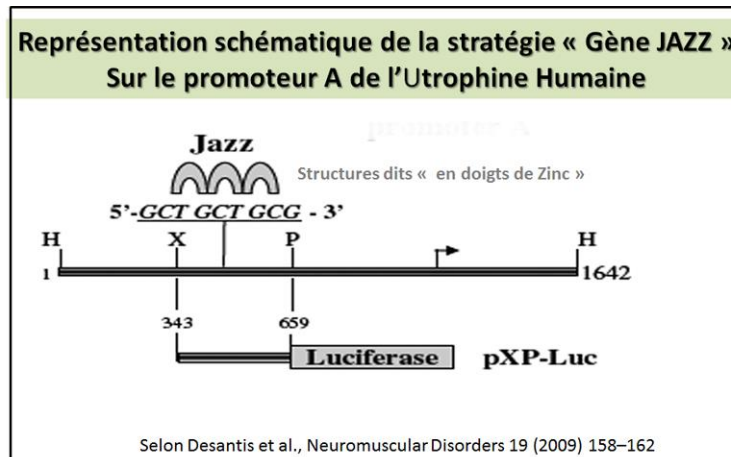 Représentation schématique de la stratégie « Gène JAZZ »
Sur le promoteur A de l'Utrophine Humaine
promoter A
Jazz
Structures dits « en doigts de Zinc »
5'-GCT GCT GCG - 3'
H X P H
1 1642
343 659
Luciferase pXP-Luc
Selon Desantis et al., Neuromuscular Disorders 19 (2009) 158–162